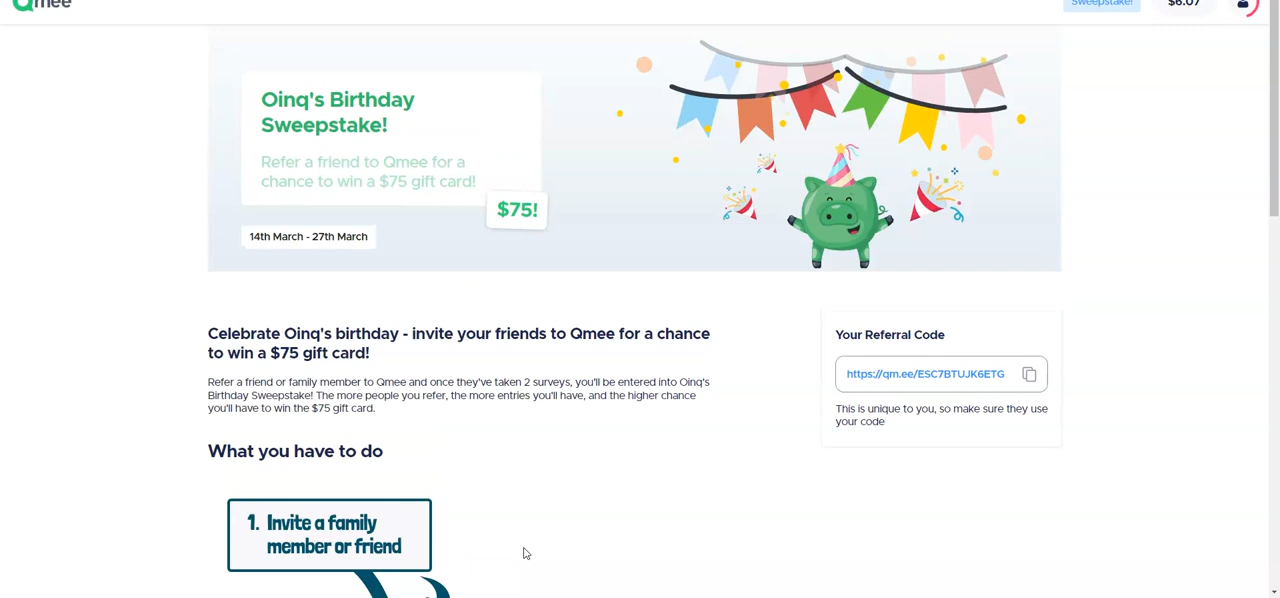 Qmee
Sweepstake!
$6.07
Oinq's Birthday
Sweepstake!
Refer a friend to Qmee for a
chance to win a $75 gift card!
$75!
14th March - 27th March
Celebrate Oinq's birthday - invite your friends to Qmee for a chance
to win a $75 gift card!
Refer a friend or family member to Qmee and once they've taken 2 surveys, you'll be entered into Oinq's
Birthday Sweepstake! The more people you refer, the more entries you'll have, and the higher chance
you'll have to win the $75 gift card.
Your Referral Code
https://qm.ee/ESC7BTUJK6ETG
This is unique to you, so make sure they use
your code
What you have to do
1. Invite a family
member or friend